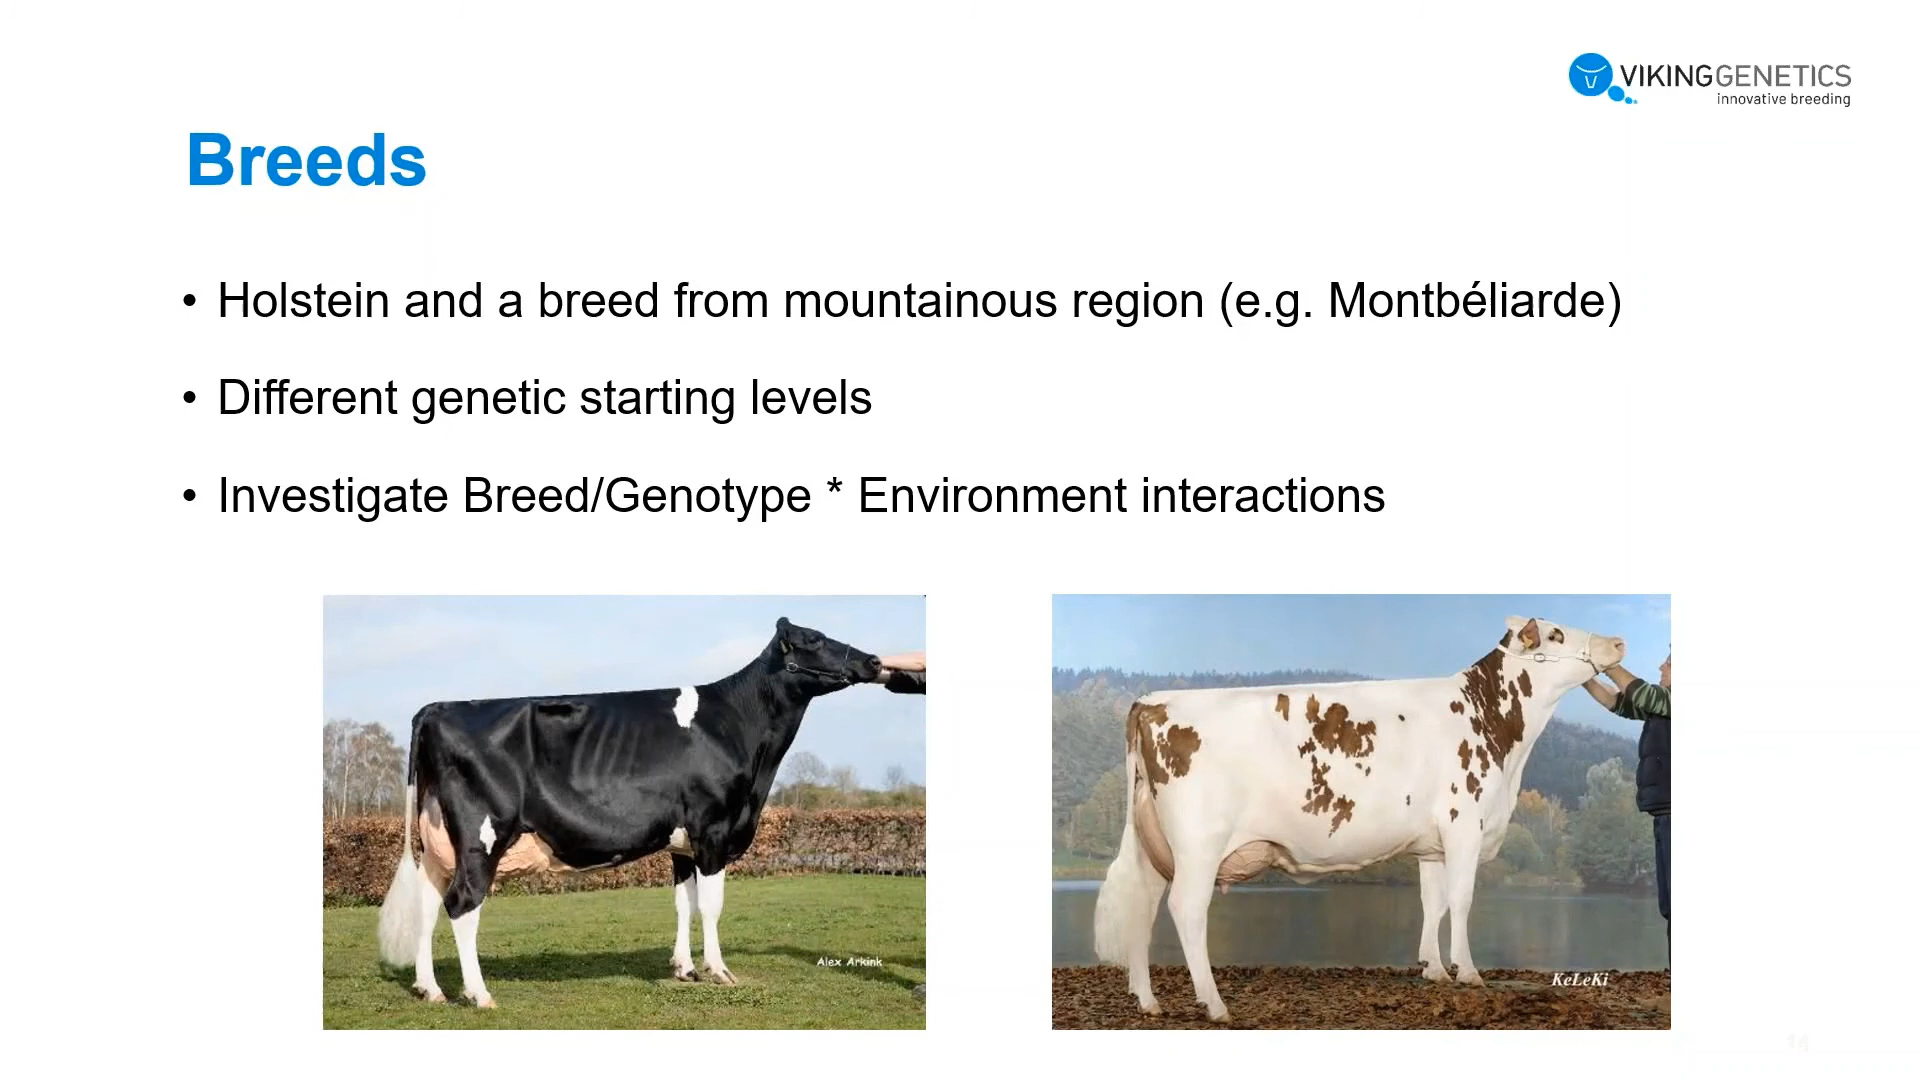 VIKINGGENETICS
innovative breeding
Breeds
• Holstein and a breed from mountainous region (e.g. Montbéliarde)
• Different genetic starting levels
• Investigate Breed/Genotype * Environment interactions
Alex Arkink
KeLeKi
14